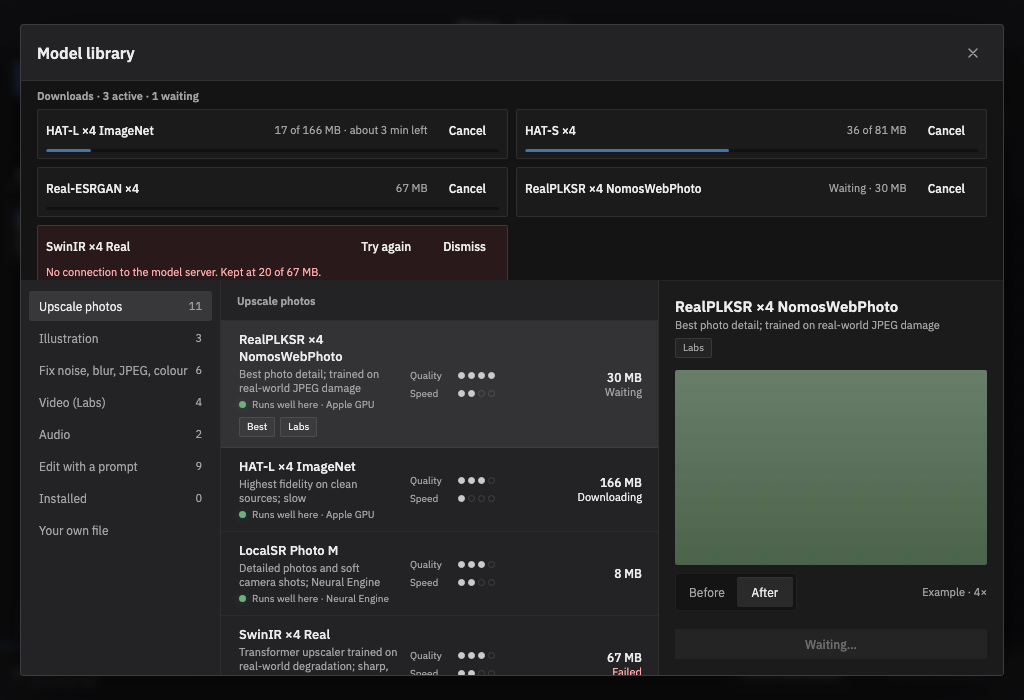 Model library
Downloads · 3 active · 1 waiting
HAT-L ×4 ImageNet
17 of 166 MB · about 3 min left
Cancel
HAT-S ×4
36 of 81 MB
Cancel
Real-ESRGAN ×4
67 MB
Cancel
RealPLKSR ×4 NomosWebPhoto
Waiting · 30 MB
Cancel
SwinIR ×4 Real
Try again
Dismiss
No connection to the model server. Kept at 20 of 67 MB.
Upscale photos 11
Illustration 3
Fix noise, blur, JPEG, colour 6
Video (Labs) 4
Audio 2
Edit with a prompt 9
Installed 0
Your own file
Upscale photos
RealPLKSR ×4
NomosWebPhoto
Best photo detail; trained on
real-world JPEG damage
Runs well here · Apple GPU
Best
Labs
Quality
Speed
30 MB
Waiting
HAT-L ×4 ImageNet
Highest fidelity on clean
sources; slow
Runs well here · Apple GPU
Quality
Speed
166 MB
Downloading
LocalSR Photo M
Detailed photos and soft
camera shots; Neural Engine
Runs well here · Neural Engine
Quality
Speed
8 MB
SwinIR ×4 Real
Transformer upscaler trained on
real-world degradation; sharp,
Quality
Speed
67 MB
Failed
RealPLKSR ×4 NomosWebPhoto
Best photo detail; trained on real-world JPEG damage
Labs
Before
After
Example · 4×
Waiting…